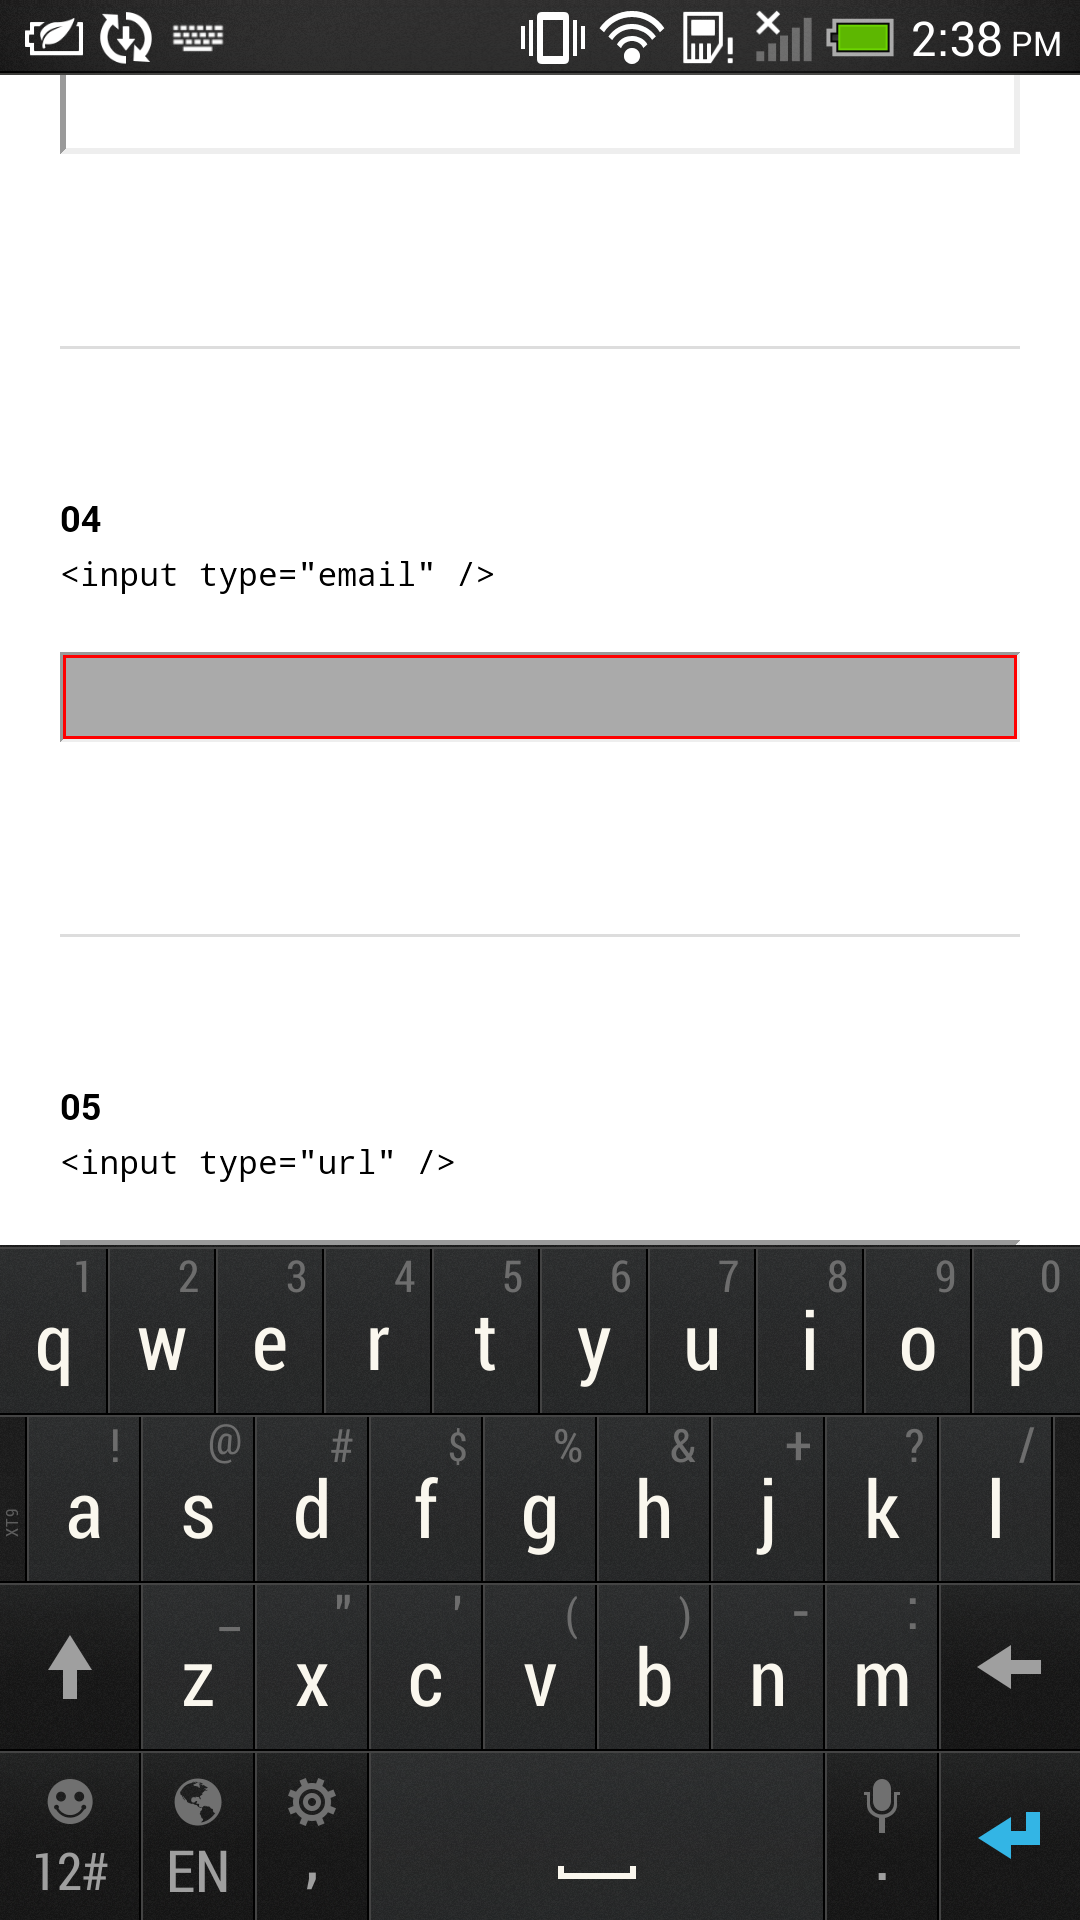 2:38 PM
04
<input type="email" />
05
<input type="url" />
1 2 3 4 5 6 7 8 9 0
q w e r t y u i o p
! @ # $ % & + ? /
XT9 a s d f g h j k l
_ " ' ( ) - :
z x c v b n m
12# EN , .